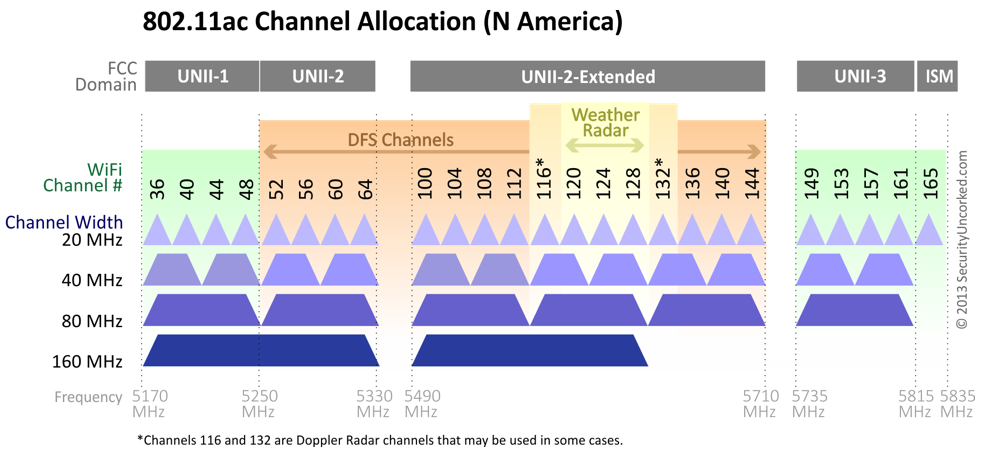 802.11ac Channel Allocation (N America)
FCC
Domain
UNII-1
UNII-2
UNII-2-Extended
UNII-3
ISM
Weather
Radar
DFS Channels
WiFi
Channel #
36
40
44
48
52
56
60
64
100
104
108
112
116*
120
124
128
132*
136
140
144
149
153
157
161
165
Channel Width
20 MHz
40 MHz
80 MHz
160 MHz
Frequency
5170
MHz
5250
MHz
5330
MHz
5490
MHz
5710
MHz
5735
MHz
5815
MHz
5835
MHz
© 2013 SecurityUncorked.com
*Channels 116 and 132 are Doppler Radar channels that may be used in some cases.